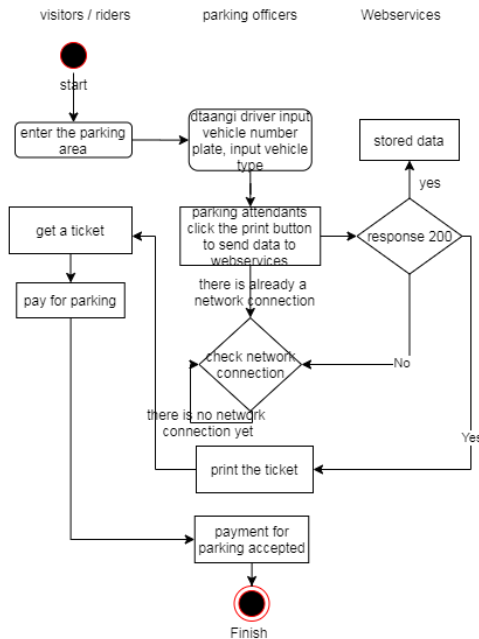 visitors / riders
parking officers
Webservices
start
enter the parking
area
dtaangi driver input
vehicle number
plate, input vehicle
type
stored data
yes
get a ticket
parking attendants
click the print button
to send data to
webservices
response 200
there is already a
network connection
pay for parking
check network
connection
No
there is no network
connection yet
Yes
print the ticket
payment for
parking accepted
Finish